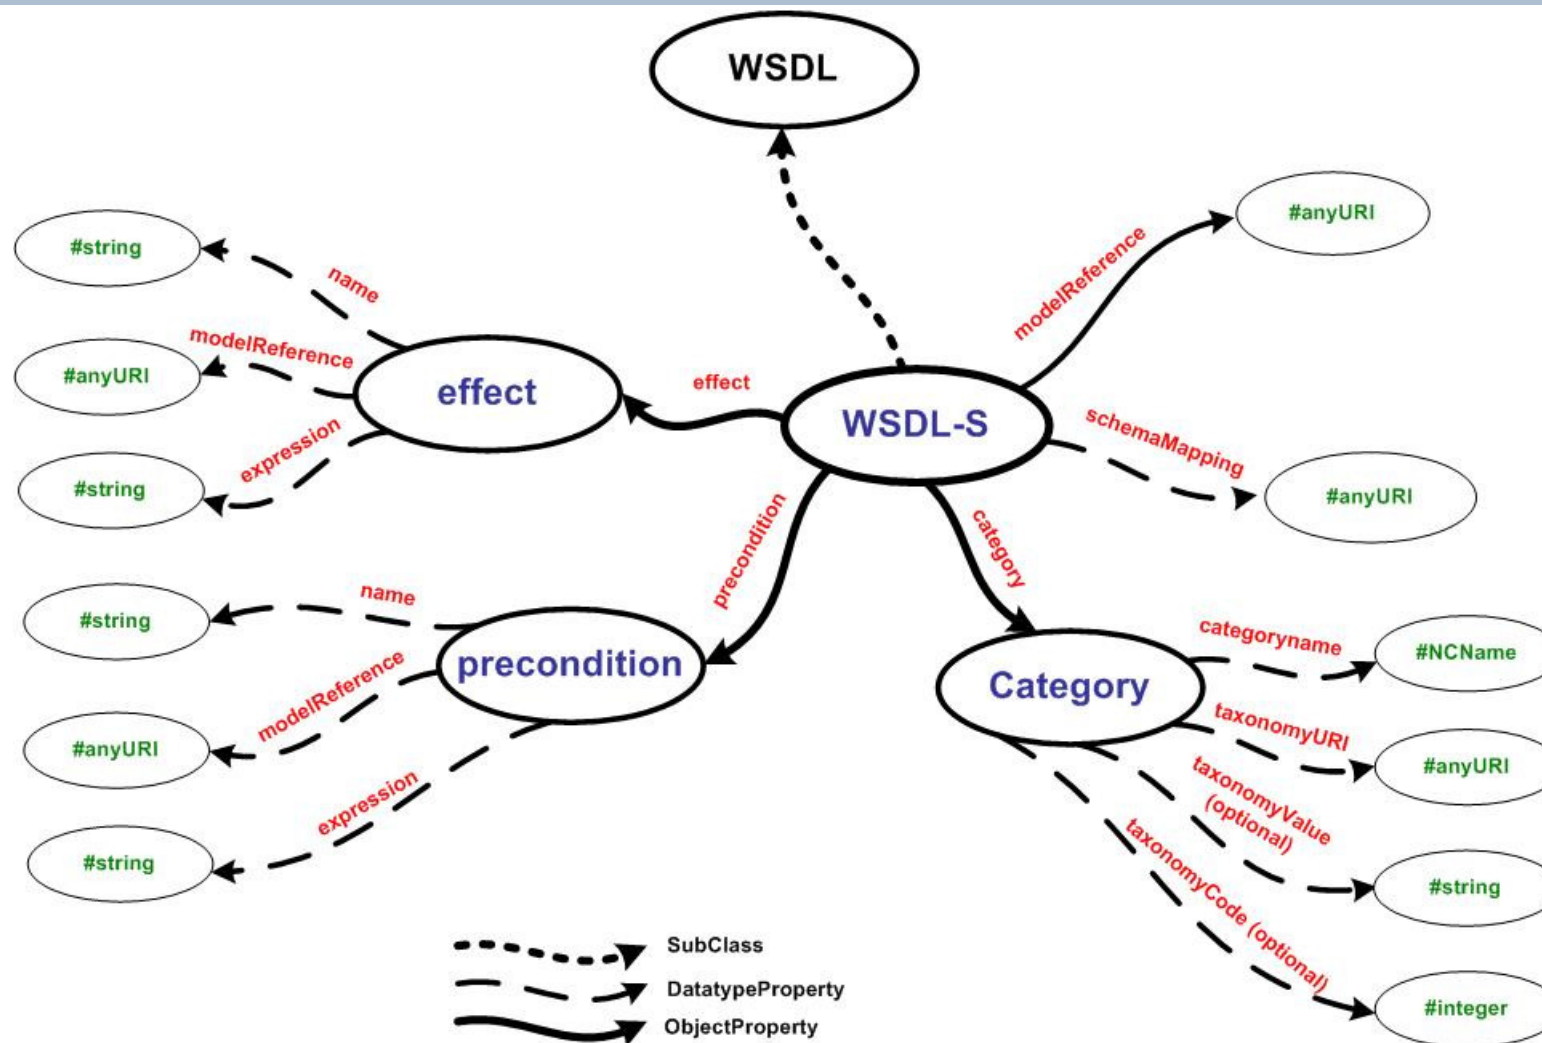 WSDL
#anyURI
modelReference
#string
name
modelReference
#anyURI
effect
effect
WSDL-S
schemaMapping
expression
#string
#anyURI
precondition
category
name
#string
categoryname
#NCName
precondition
modelReference
Category
taxonomyURI
#anyURI
#anyURI
taxonomyValue
(optional)
expression
taxonomyCode (optional)
#string
#string
SubClass
DatatypeProperty
#integer
ObjectProperty